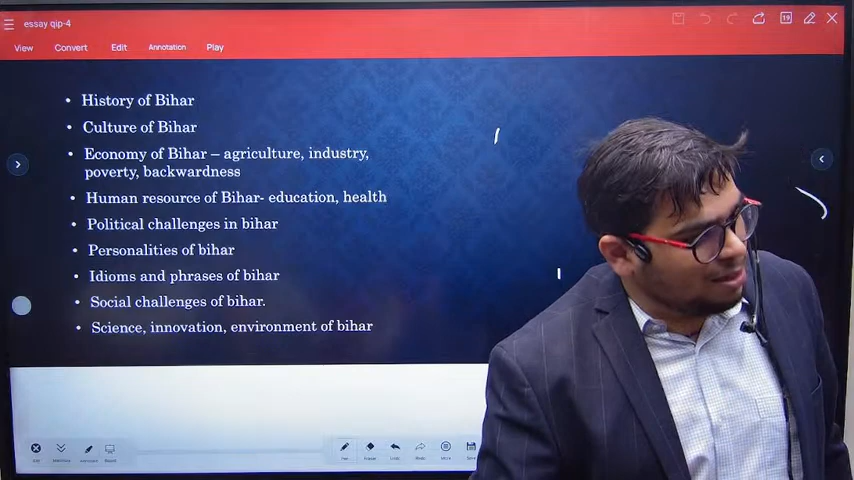 essay qip-4
19
View Convert Edit Annotation Play
• History of Bihar
• Culture of Bihar
• Economy of Bihar – agriculture, industry,
poverty, backwardness
• Human resource of Bihar- education, health
• Political challenges in bihar
• Personalities of bihar
• Idioms and phrases of bihar
• Social challenges of bihar.
• Science, innovation, environment of bihar